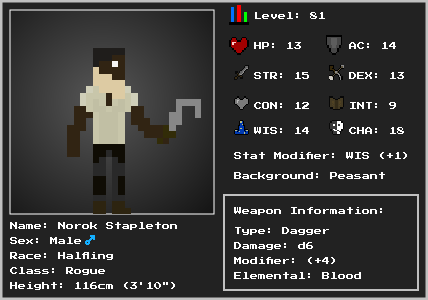 Level: 81
HP: 13
AC: 14
STR: 15
DEX: 13
CON: 12
INT: 9
WIS: 14
CHA: 18
Stat Modifier: WIS (+1)
Background: Peasant
Name: Norok Stapleton
Sex: Male♂
Race: Halfling
Class: Rogue
Height: 116cm (3'10")
Weapon Information:
Type: Dagger
Damage: d6
Modifier: (+4)
Elemental: Blood